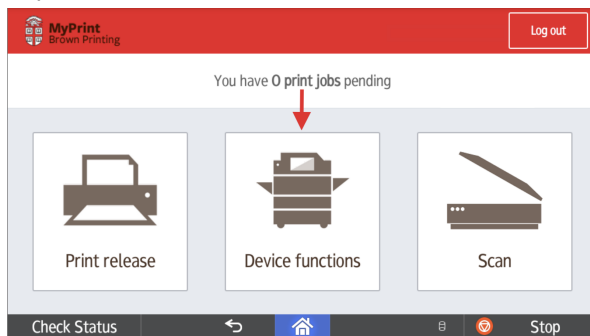 MyPrint
Brown Printing
Log out
You have 0 print jobs pending
Print release
Device functions
Scan
Check Status
Stop